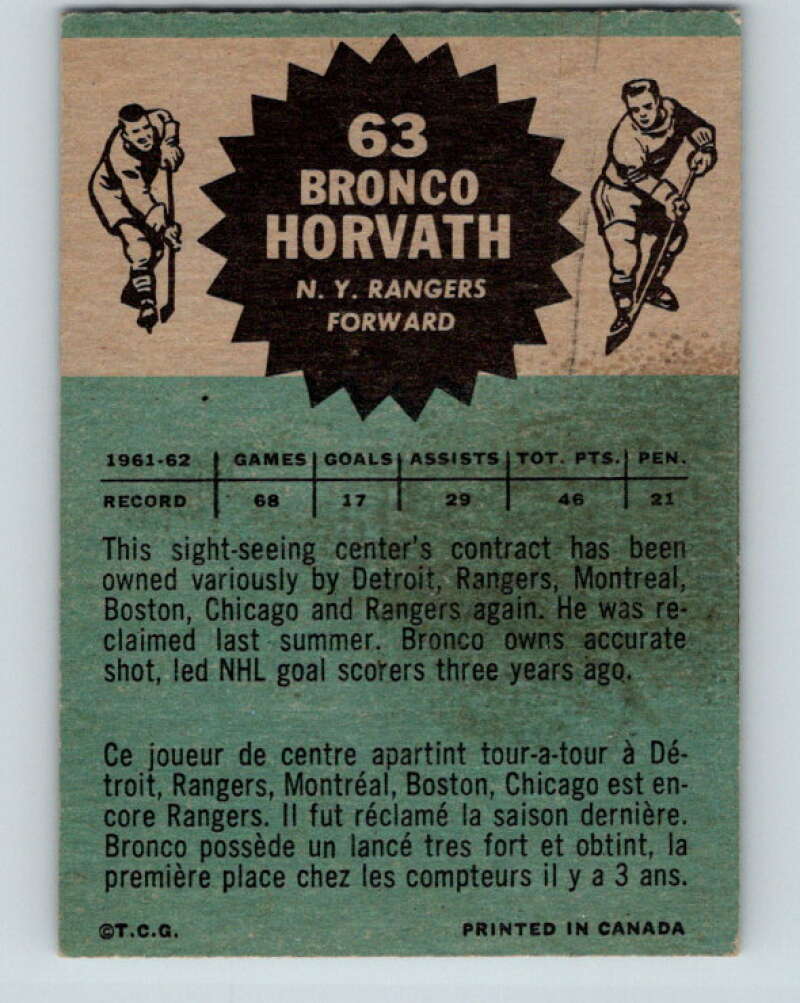 63
BRONCO
HORVATH
N. Y. RANGERS
FORWARD
1961-62 GAMES GOALS ASSISTS TOT. PTS. PEN.
RECORD 68 17 29 46 21
This sight-seeing center's contract has been
owned variously by Detroit, Rangers, Montreal,
Boston, Chicago and Rangers again. He was re-
claimed last summer. Bronco owns accurate
shot, led NHL goal scorers three years ago.
Ce joueur de centre apartint tour-a-tour à Dé-
troit, Rangers, Montréal, Boston, Chicago est en-
core Rangers. Il fut réclamé la saison dernière.
Bronco possède un lancé tres fort et obtint, la
première place chez les compteurs il y a 3 ans.
©T.C.G. PRINTED IN CANADA